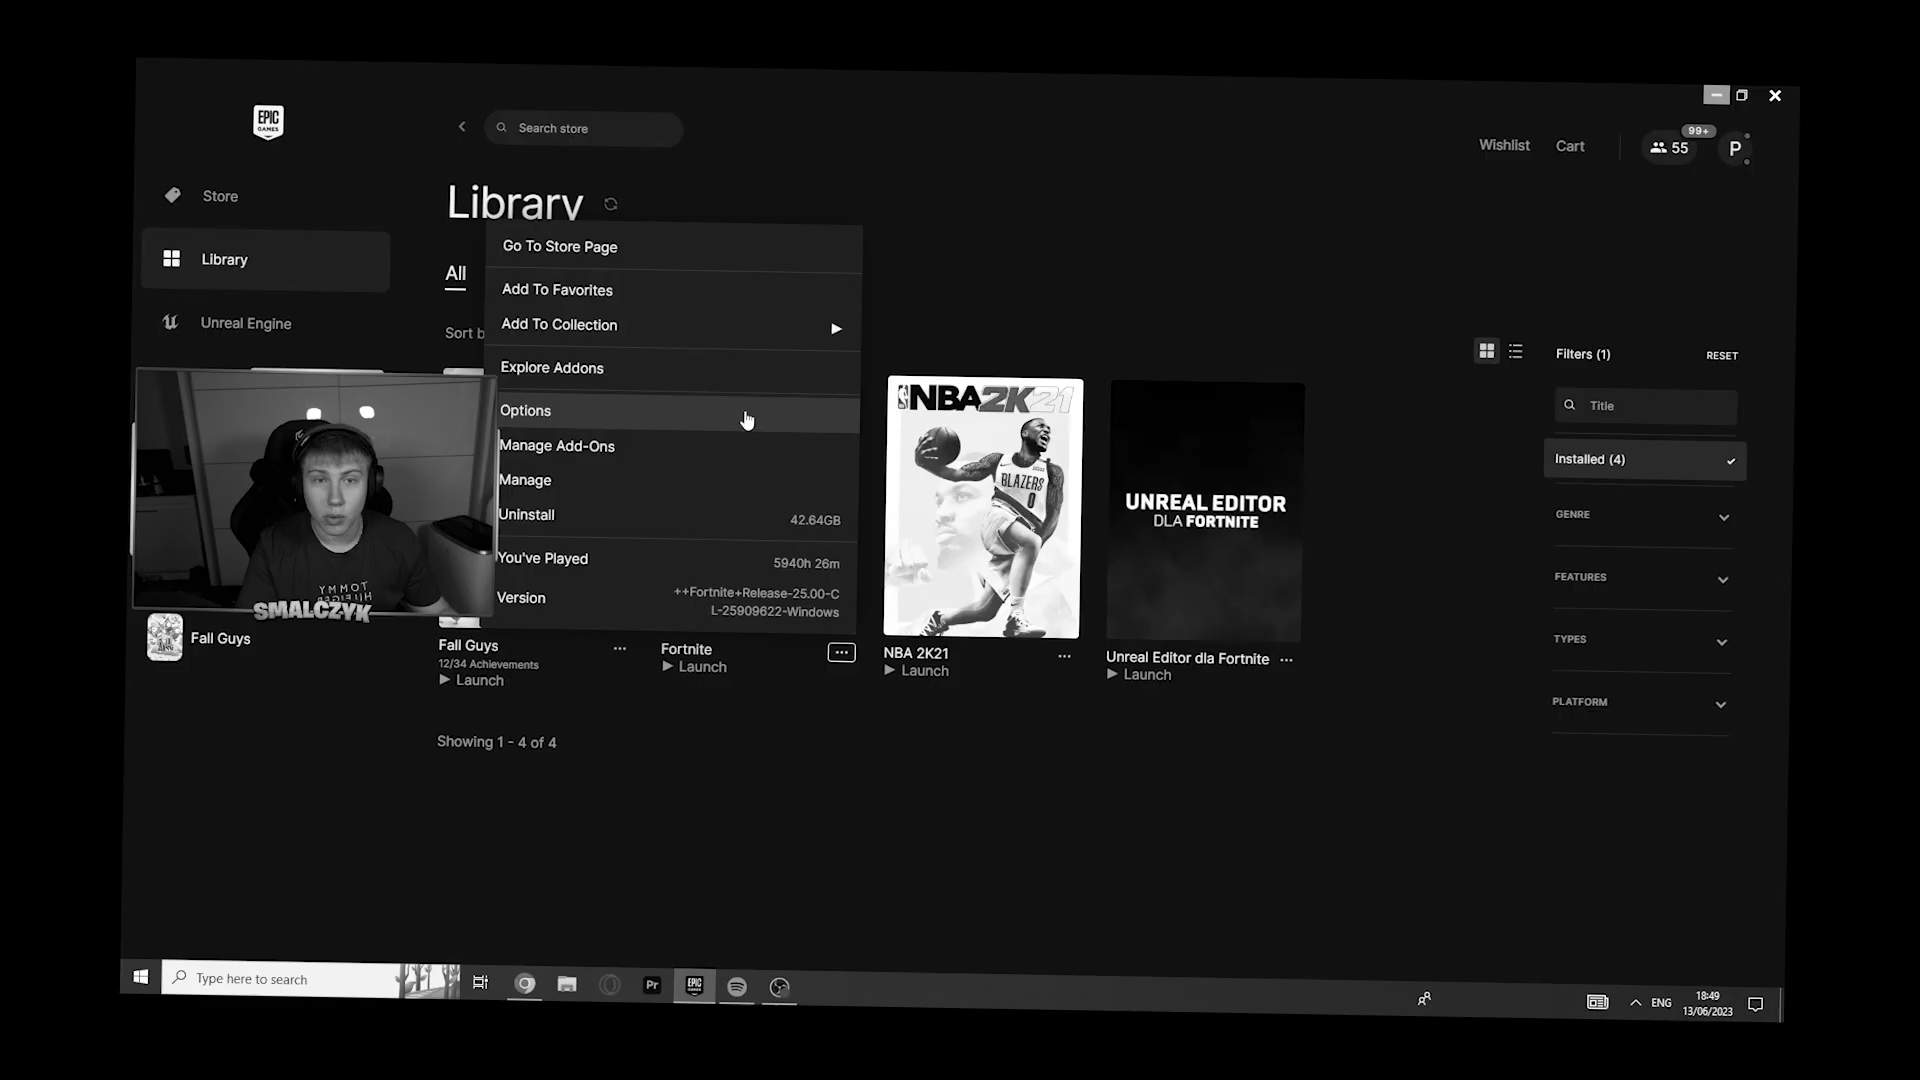 EPIC
GAMES
Search store
Wishlist
Cart
99+
55
P
Store
Library
Unreal Engine
Library
All
Sort b
Go To Store Page
Add To Favorites
Add To Collection
Explore Addons
Options
Manage Add-Ons
Manage
Uninstall
42.64GB
You've Played
5940h 26m
Version
++Fortnite+Release-25.00-C
L-25909622-Windows
NBA2K21
BLAZERS
0
UNREAL EDITOR
DLA FORTNITE
Filters (1)
RESET
Title
Installed (4)
GENRE
FEATURES
TYPES
PLATFORM
TOMMY
HILFIGER
SMALCZYK
Fall Guys
Fall Guys
12/34 Achievements
Launch
Fortnite
Launch
NBA 2K21
Launch
Unreal Editor dla Fortnite
Launch
Showing 1 - 4 of 4
Type here to search
Pr
EPIC
ENG
18:49
13/06/2023